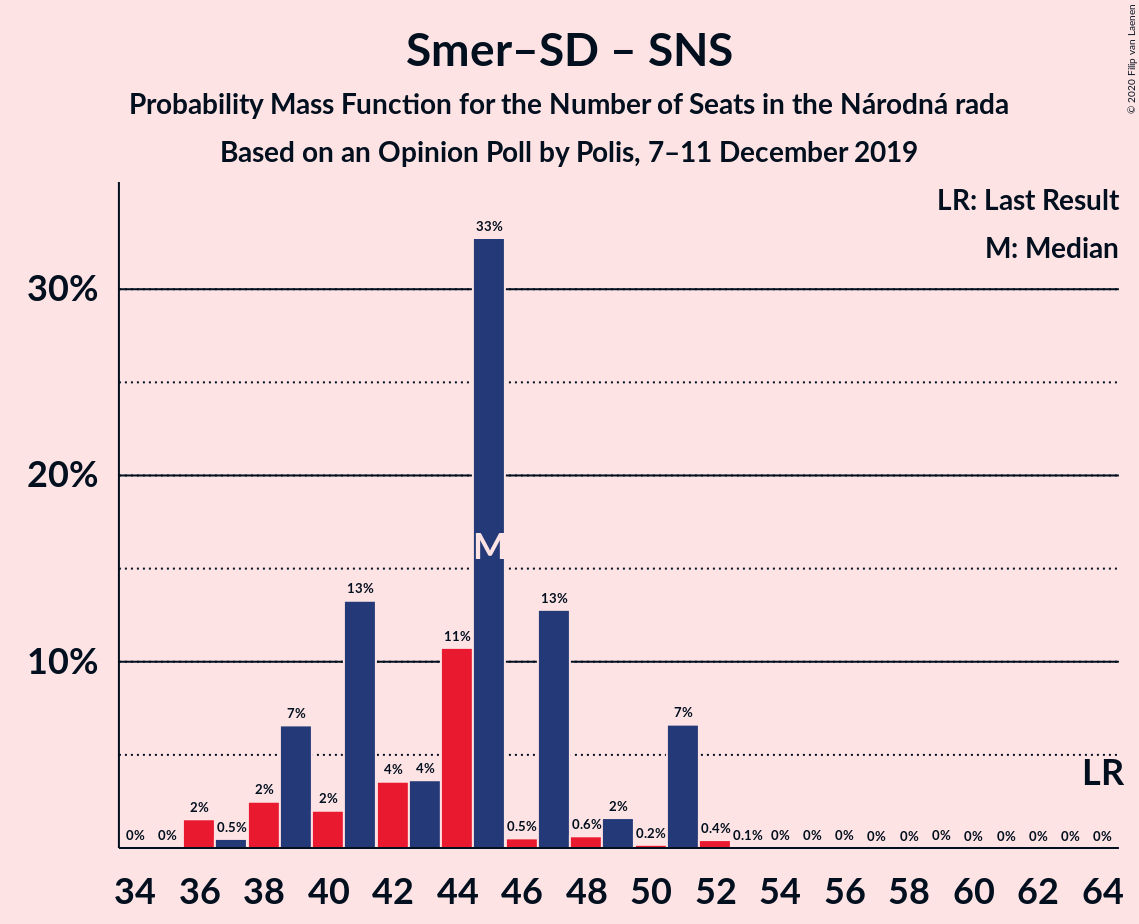 Smer–SD – SNS
Probability Mass Function for the Number of Seats in the Národná rada
Based on an Opinion Poll by Polis, 7–11 December 2019
© 2020 Filip van Laenen
LR: Last Result
M: Median
30%
20%
10%
0% 0% 2% 0.5% 2% 7% 2% 13% 4% 4% 11% 33% 0.5% 13% 0.6% 2% 0.2% 7% 0.4% 0.1% 0% 0% 0% 0% 0% 0% 0% 0% 0% 0% 0%
M
LR
34 36 38 40 42 44 46 48 50 52 54 56 58 60 62 64